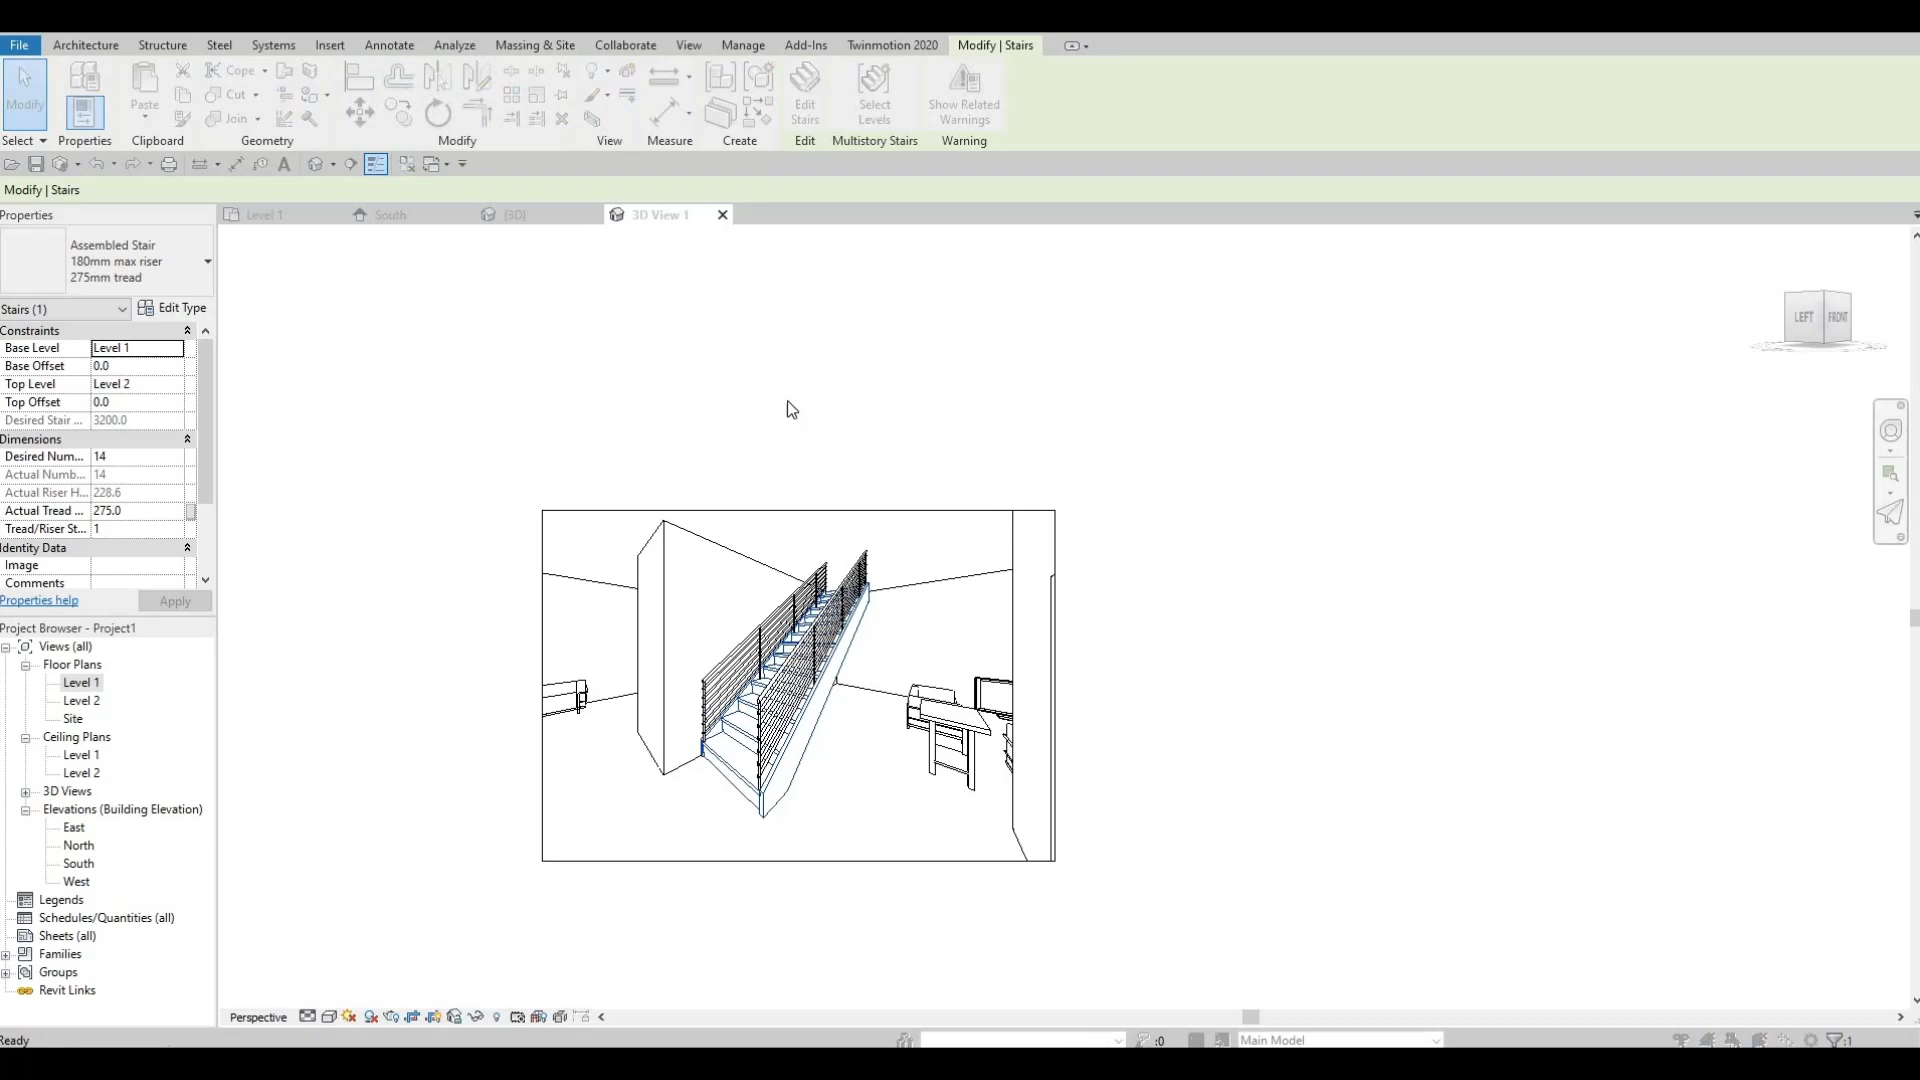 File Architecture Structure Steel Systems Insert Annotate Analyze Massing & Site Collaborate View Manage Add-Ins Twinmotion 2020 Modify | Stairs
Modify Paste Cope Cut Join Edit Stairs Select Levels Show Related Warnings
Select Properties Clipboard Geometry Modify View Measure Create Edit Multistory Stairs Warning
Modify | Stairs
Level 1 South {3D} 3D View 1
Properties
Assembled Stair
180mm max riser
275mm tread
Stairs (1) Edit Type
Constraints
Base Level Level 1
Base Offset 0.0
Top Level Level 2
Top Offset 0.0
Desired Stair ... 3200.0
Dimensions
Desired Num... 14
Actual Numb... 14
Actual Riser H... 228.6
Actual Tread ... 275.0
Tread/Riser St... 1
Identity Data
Image
Comments
Properties help Apply
Project Browser - Project1
Views (all)
Floor Plans
Level 1
Level 2
Site
Ceiling Plans
Level 1
Level 2
3D Views
Elevations (Building Elevation)
East
North
South
West
Legends
Schedules/Quantities (all)
Sheets (all)
Families
Groups
Revit Links
LEFT FRONT
Perspective
Ready :0 Main Model :1